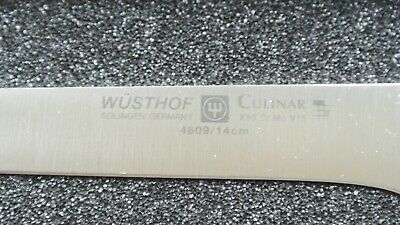 WÜSTHOF CULINAR
SOLINGEN GERMANY X50 Cr Mo V15
4609/14cm